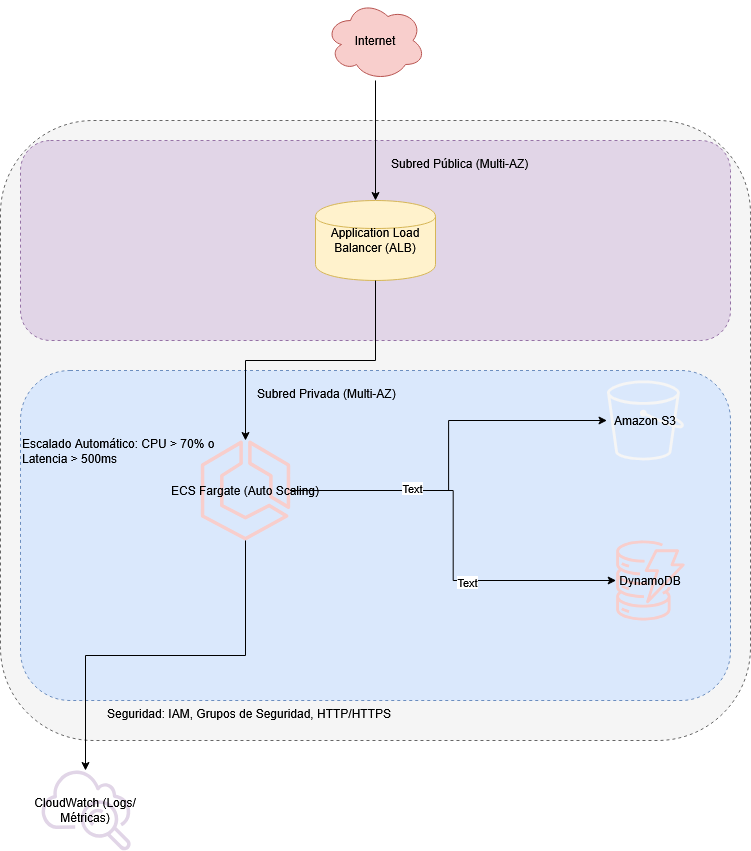 Internet
Subred Pública (Multi-AZ)
Application Load
Balancer (ALB)
Subred Privada (Multi-AZ)
Amazon S3
Escalado Automático: CPU > 70% o
Latencia > 500ms
ECS Fargate (Auto Scaling)
Text
DynamoDB
Text
Seguridad: IAM, Grupos de Seguridad, HTTP/HTTPS
CloudWatch (Logs/
Métricas)